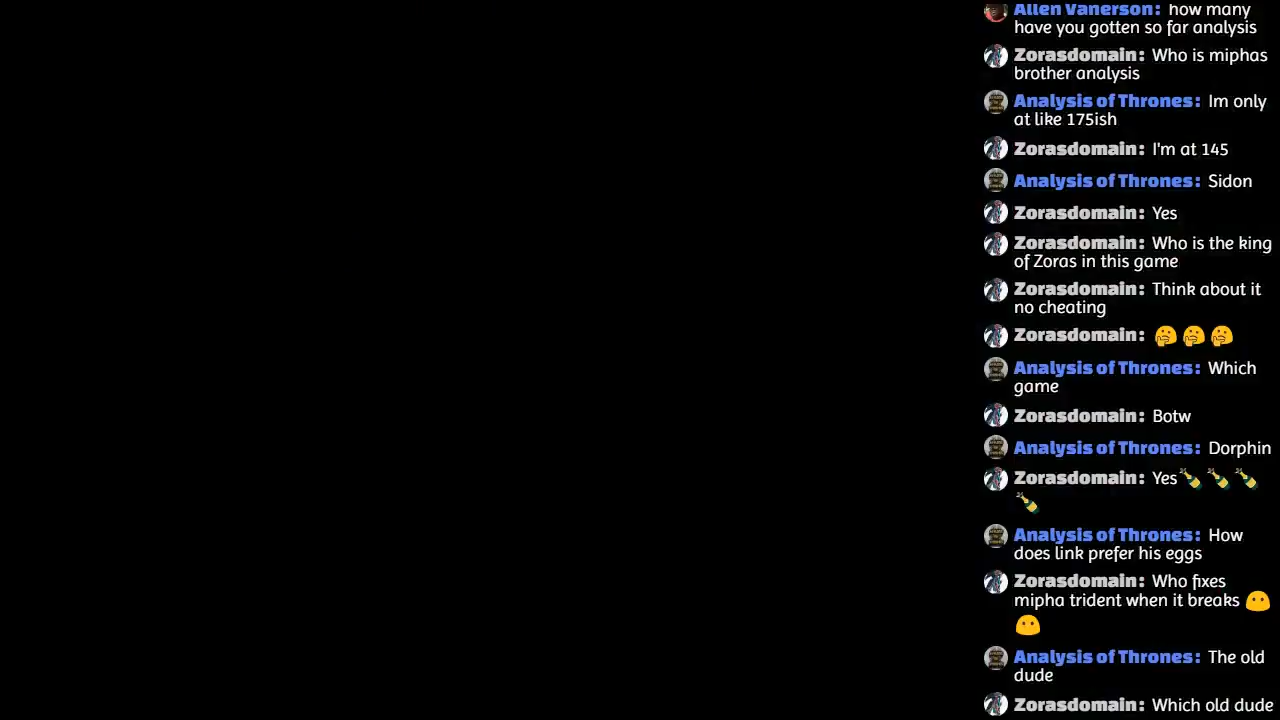 Allen Vanerson: how many
have you gotten so far analysis
Zorasdomain: Who is miphas
brother analysis
Analysis of Thrones: Im only
at like 175ish
Zorasdomain: I'm at 145
Analysis of Thrones: Sidon
Zorasdomain: Yes
Zorasdomain: Who is the king
of Zoras in this game
Zorasdomain: Think about it
no cheating
Zorasdomain: 🤔🤔🤔
Analysis of Thrones: Which
game
Zorasdomain: Botw
Analysis of Thrones: Dorphin
Zorasdomain: Yes🍾🍾🍾
🍾
Analysis of Thrones: How
does link prefer his eggs
Zorasdomain: Who fixes
mipha trident when it breaks 😶
😶
Analysis of Thrones: The old
dude
Zorasdomain: Which old dude